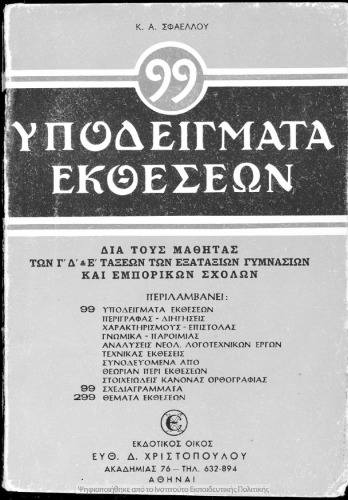 Κ. Α. ΣΦΑΕΛΛΟΥ
99
ΥΠΟΔΕΙΓΜΑΤΑ
ΕΚΘΕΣΕΩΝ
ΔΙΑ ΤΟΥΣ ΜΑΘΗΤΑΣ
ΤΩΝ Γ΄ Δ΄ & Ε΄ ΤΑΞΕΩΝ ΤΩΝ ΕΞΑΤΑΞΙΩΝ ΓΥΜΝΑΣΙΩΝ
ΚΑΙ ΕΜΠΟΡΙΚΩΝ ΣΧΟΛΩΝ
ΠΕΡΙΛΑΜΒΑΝΕΙ:
99 ΥΠΟΔΕΙΓΜΑΤΑ ΕΚΘΕΣΕΩΝ
ΠΕΡΙΓΡΑΦΑΣ - ΔΙΗΓΗΣΕΙΣ
ΧΑΡΑΚΤΗΡΙΣΜΟΥΣ - ΕΠΙΣΤΟΛΑΣ
ΓΝΩΜΙΚΑ - ΠΑΡΟΙΜΙΑΣ
ΑΝΑΛΥΣΕΙΣ ΝΕΟΛ. ΛΟΓΟΤΕΧΝΙΚΩΝ ΕΡΓΩΝ
ΤΕΧΝΙΚΑΣ ΕΚΘΕΣΕΙΣ
ΣΥΝΟΔΕΥΟΜΕΝΑ ΑΠΟ
ΘΕΩΡΙΑΝ ΠΕΡΙ ΕΚΘΕΣΕΩΝ
ΣΤΟΙΧΕΙΩΔΕΙΣ ΚΑΝΟΝΑΣ ΟΡΘΟΓΡΑΦΙΑΣ
99 ΣΧΕΔΙΑΓΡΑΜΜΑΤΑ
299 ΘΕΜΑΤΑ ΕΚΘΕΣΕΩΝ
ΕΚΔΟΤΙΚΟΣ ΟΙΚΟΣ
ΕΥΘ. Δ. ΧΡΙΣΤΟΠΟΥΛΟΥ
ΑΚΑΔΗΜΙΑΣ 76 - ΤΗΛ. 632-894
ΑΘΗΝΑΙ
Ψηφιοποιήθηκε από το Ινστιτούτο Εκπαιδευτικής Πολιτικής